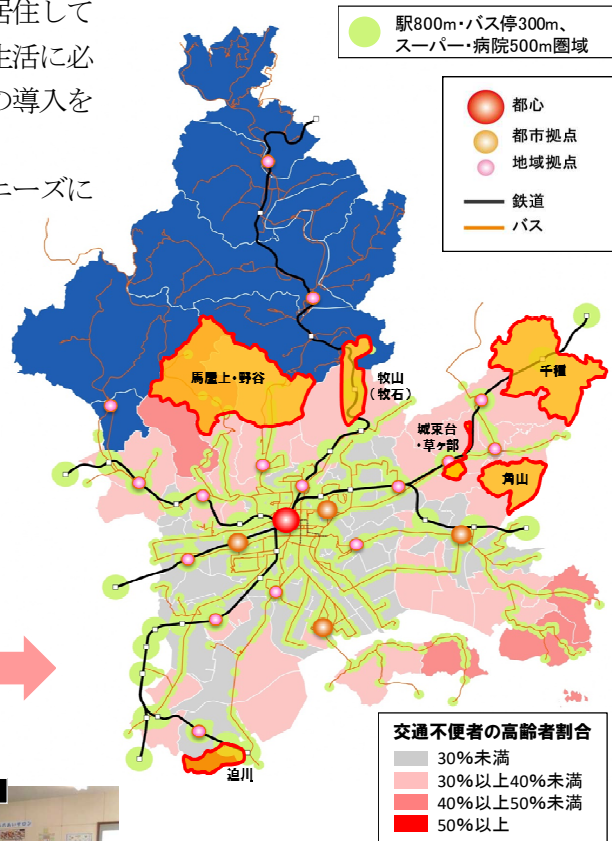 居住して
生活に必
の導入を
ニーズに
駅800m・バス停300m、
スーパー・病院500m圏域
都心
都市拠点
地域拠点
鉄道
バス
馬屋上・野谷
牧山
(牧石)
千種
城東台
・草ヶ部
角山
迫川
交通不便者の高齢者割合
30%未満
30%以上40%未満
40%以上50%未満
50%以上